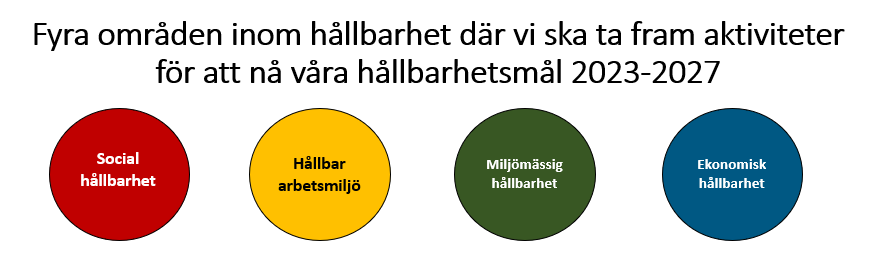 Fyra områden inom hållbarhet där vi ska ta fram aktiviteter
för att nå våra hållbarhetsmål 2023-2027
Social
hållbarhet
Hållbar
arbetsmiljö
Miljömässig
hållbarhet
Ekonomisk
hållbarhet